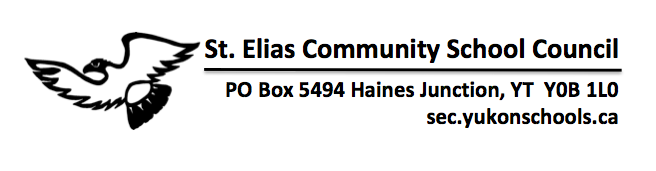 St. Elias Community School Council
PO Box 5494 Haines Junction, YT  Y0B 1L0
sec.yukonschools.ca